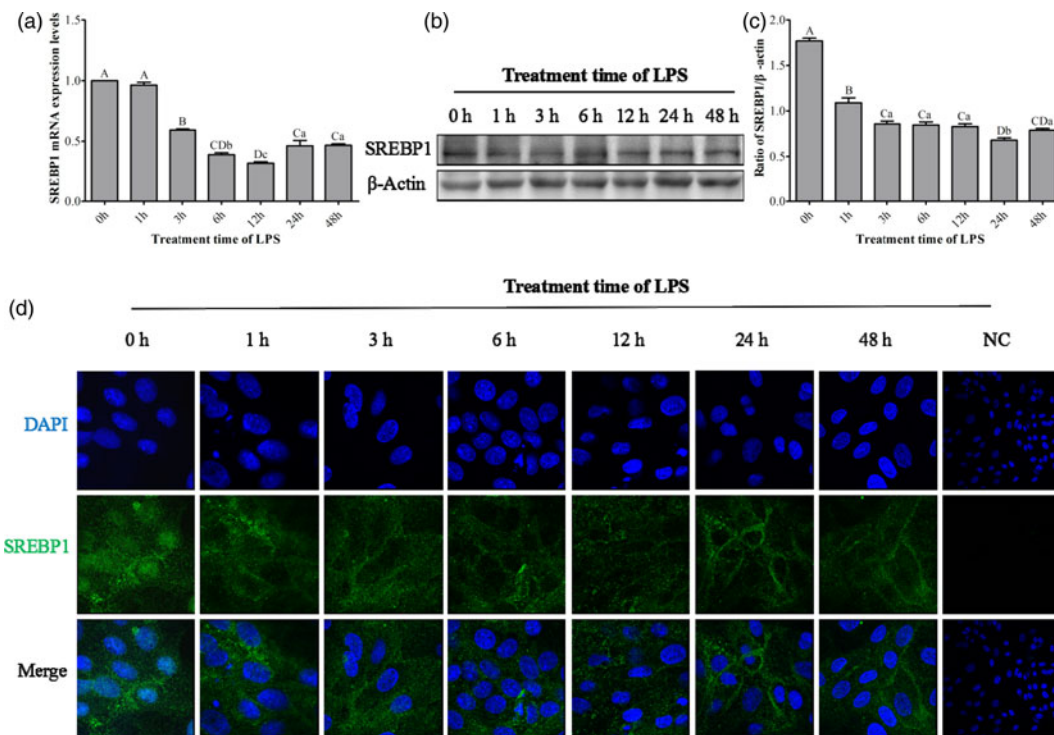 (a)
SREBP1 mRNA expression levels
1.5
1.0
0.5
0.0
A
A
B
CDb
Dc
Ca
Ca
0h
1h
3h
6h
12h
24h
48h
Treatment time of LPS
(b)
Treatment time of LPS
0 h 1 h 3 h 6 h 12 h 24 h 48 h
SREBP1
β-Actin
(c)
Ratio of SREBP1/β -actin
2.0
1.5
1.0
0.5
0.0
A
B
Ca
Ca
Ca
Db
CDa
0h
1h
3h
6h
12h
24h
48h
Treatment time of LPS
(d)
Treatment time of LPS
0 h 1 h 3 h 6 h 12 h 24 h 48 h NC
DAPI
SREBP1
Merge